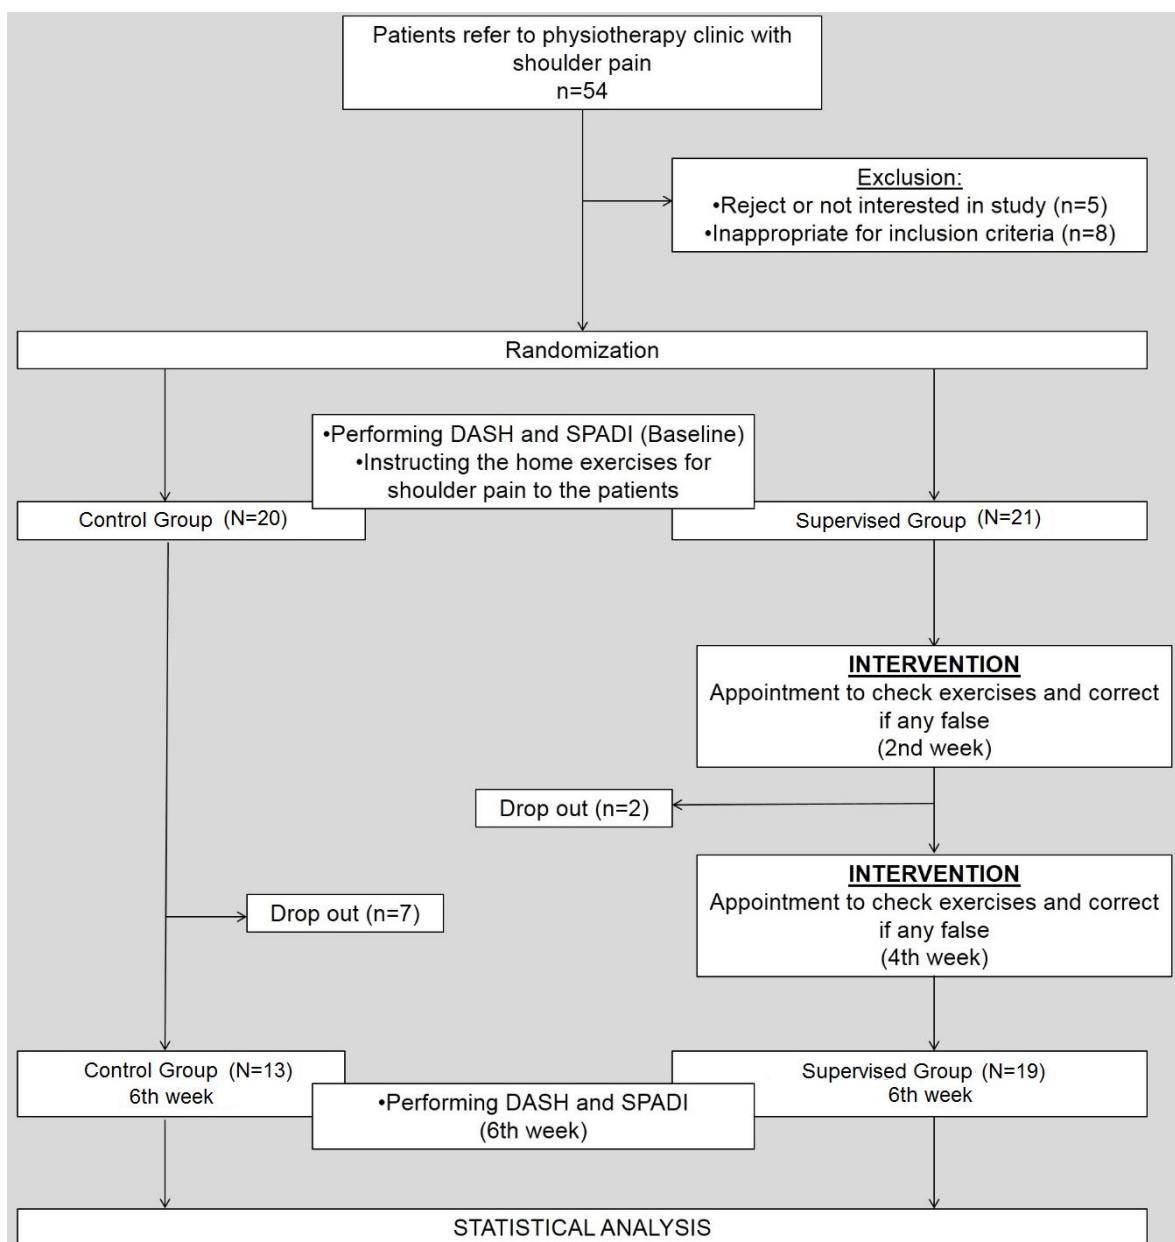 Patients refer to physiotherapy clinic with
shoulder pain
n=54
Exclusion:
•Reject or not interested in study (n=5)
•Inappropriate for inclusion criteria (n=8)
Randomization
•Performing DASH and SPADI (Baseline)
•Instructing the home exercises for
shoulder pain to the patients
Control Group (N=20)
Supervised Group (N=21)
INTERVENTION
Appointment to check exercises and correct
if any false
(2nd week)
Drop out (n=2)
INTERVENTION
Appointment to check exercises and correct
if any false
(4th week)
Drop out (n=7)
Control Group (N=13)
6th week
Supervised Group (N=19)
6th week
•Performing DASH and SPADI
(6th week)
STATISTICAL ANALYSIS